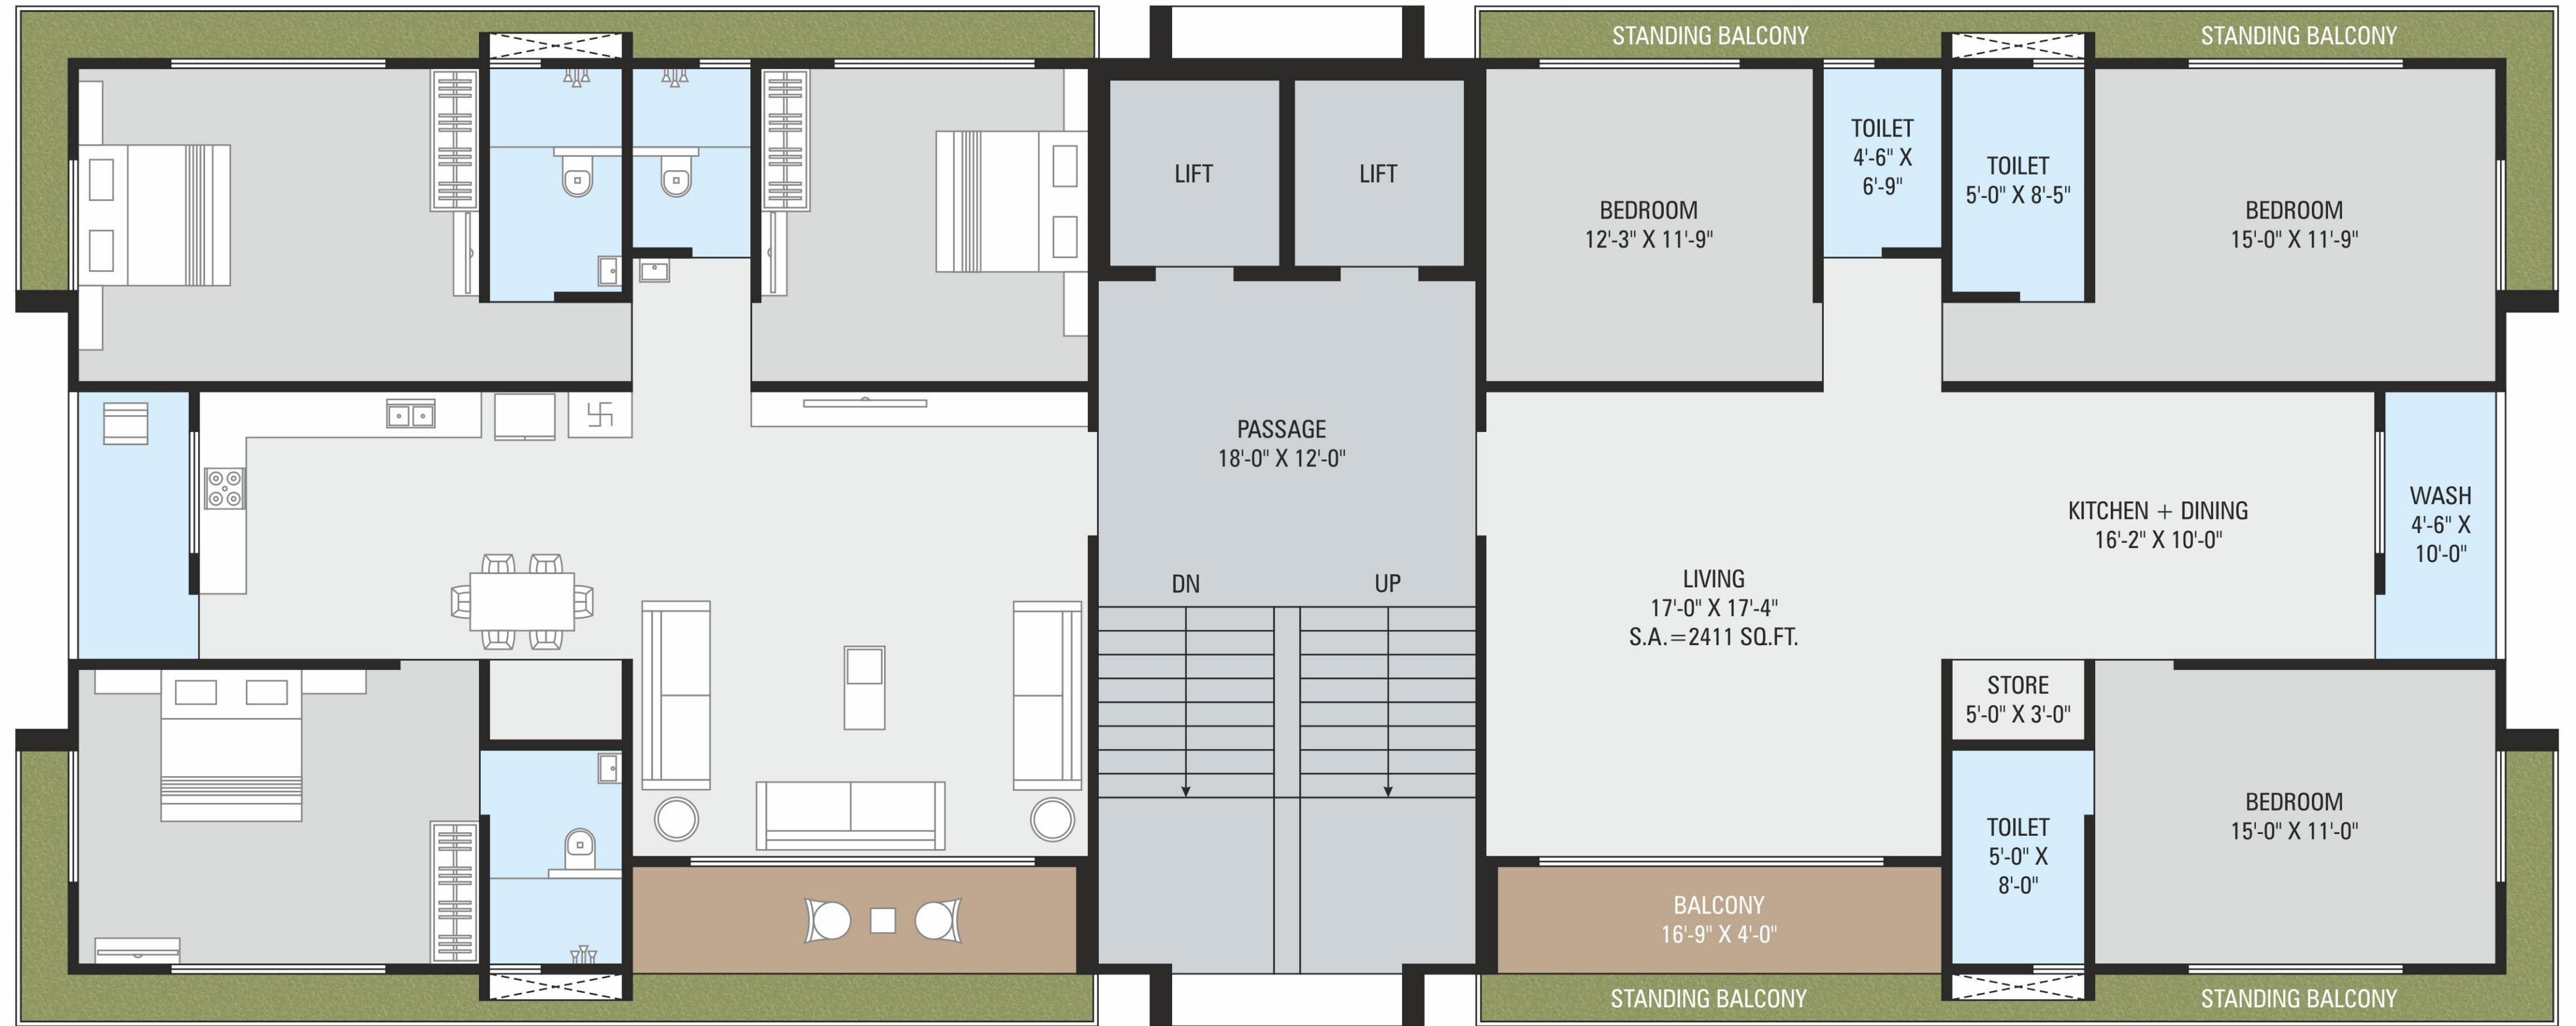 STANDING BALCONY
STANDING BALCONY
LIFT
LIFT
BEDROOM
12'-3" X 11'-9"
TOILET
4'-6" X
6'-9"
TOILET
5'-0" X 8'-5"
BEDROOM
15'-0" X 11'-9"
PASSAGE
18'-0" X 12'-0"
DN
UP
LIVING
17'-0" X 17'-4"
S.A.=2411 SQ.FT.
KITCHEN + DINING
16'-2" X 10'-0"
WASH
4'-6" X
10'-0"
STORE
5'-0" X 3'-0"
TOILET
5'-0" X
8'-0"
BEDROOM
15'-0" X 11'-0"
BALCONY
16'-9" X 4'-0"
STANDING BALCONY
STANDING BALCONY